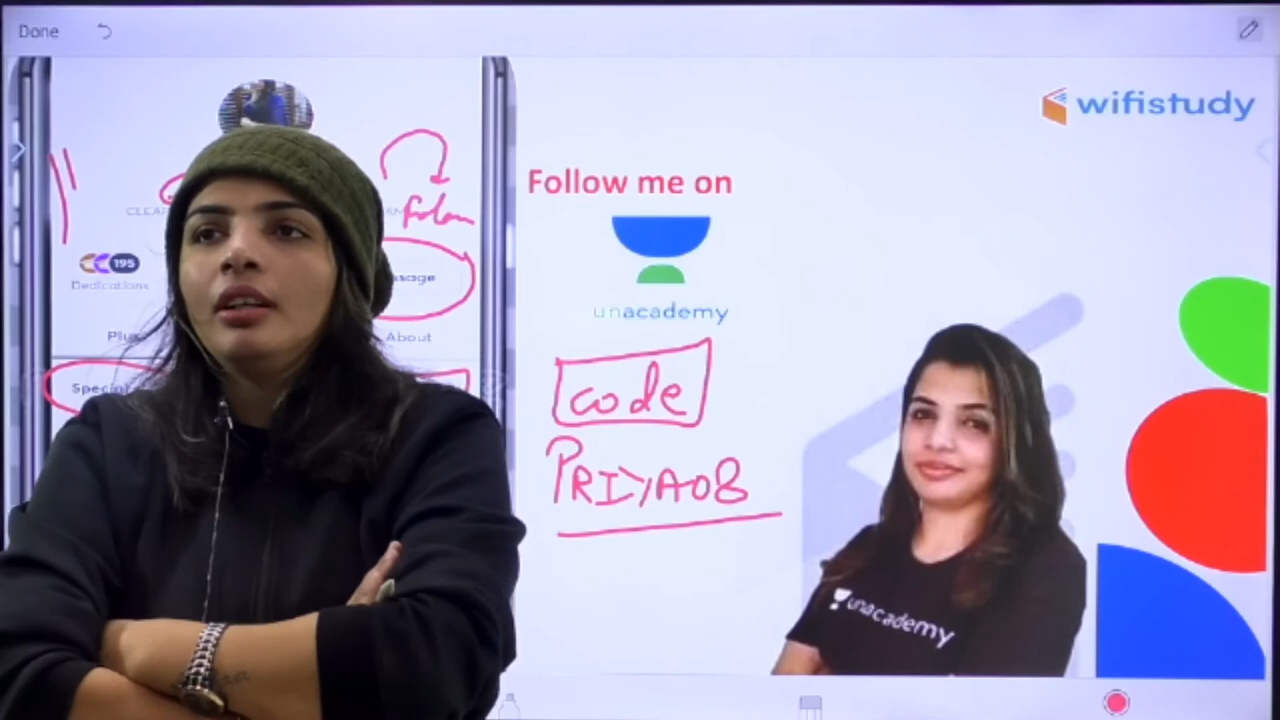 Done
wifistudy
Follow me on
unacademy
195
Dedications
About
code
PRIYA08
unacademy